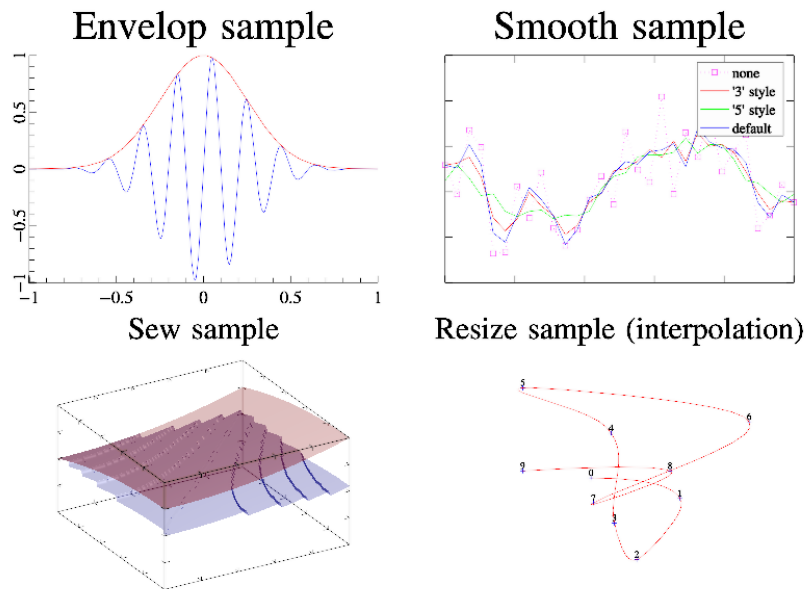 Envelop sample
1
0.5
0
−0.5
−1
−1
−0.5
0
0.5
1
Smooth sample
none
'3' style
'5' style
default
Sew sample
Resize sample (interpolation)
5
6
4
9
0
8
7
1
3
2